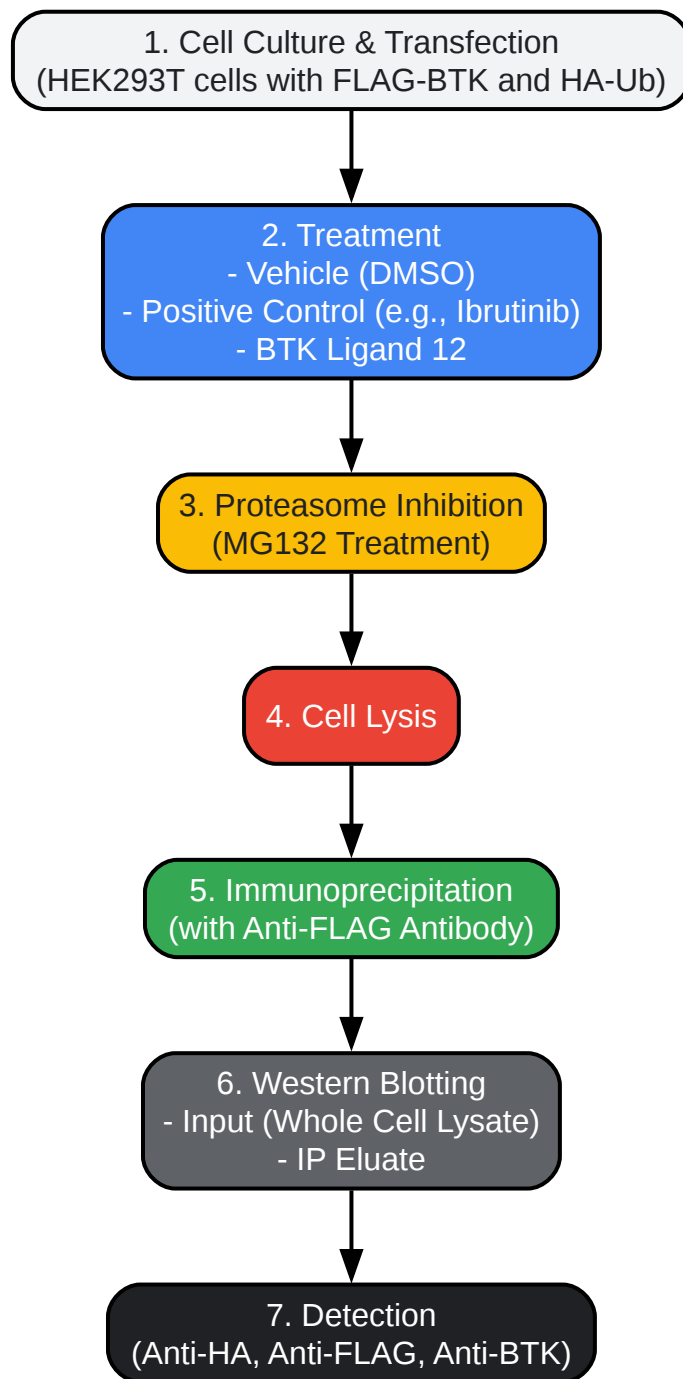 1. Cell Culture & Transfection
(HEK293T cells with FLAG-BTK and HA-Ub)
2. Treatment
- Vehicle (DMSO)
- Positive Control (e.g., Ibrutinib)
- BTK Ligand 12
3. Proteasome Inhibition
(MG132 Treatment)
4. Cell Lysis
5. Immunoprecipitation
(with Anti-FLAG Antibody)
6. Western Blotting
- Input (Whole Cell Lysate)
- IP Eluate
7. Detection
(Anti-HA, Anti-FLAG, Anti-BTK)